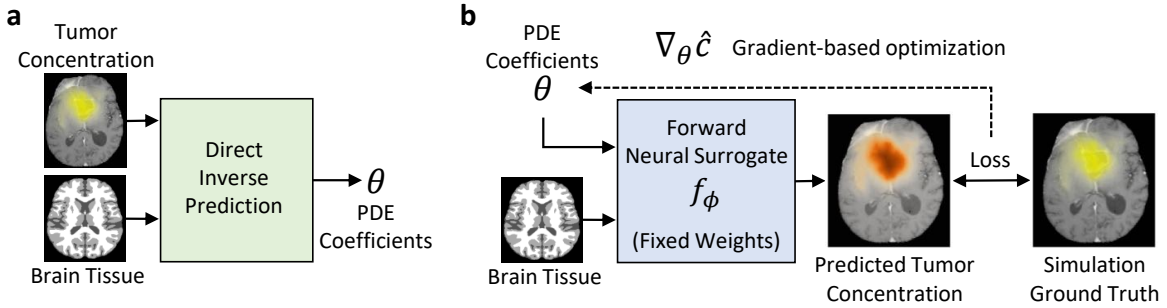 a
Tumor
Concentration
Direct
Inverse
Prediction
θ
PDE
Coefficients
Brain Tissue
b
PDE
Coefficients
θ
∇θ ĉ Gradient-based optimization
Forward
Neural Surrogate
fϕ
(Fixed Weights)
Brain Tissue
Loss
Predicted Tumor
Concentration
Simulation
Ground Truth